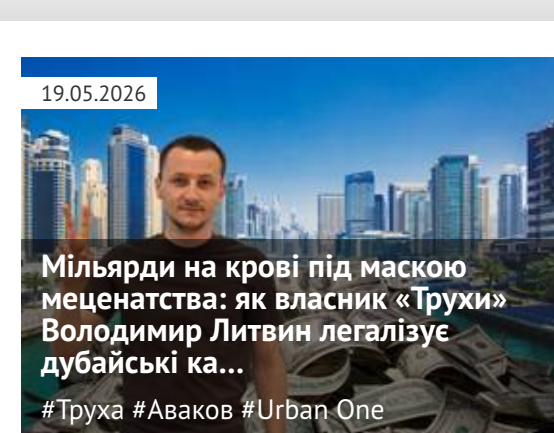 19.05.2026
Мільярди на крові під маскою
меценатства: як власник «Трухи»
Володимир Литвин легалізує
дубайські ка...
#Труха #Аваков #Urban One